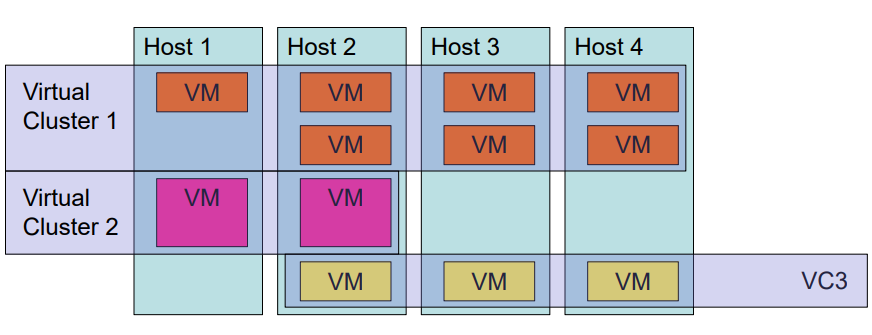 Host 1 Host 2 Host 3 Host 4
Virtual
Cluster 1
VM VM VM VM
VM VM VM
Virtual
Cluster 2
VM VM
VM VM VM VC3